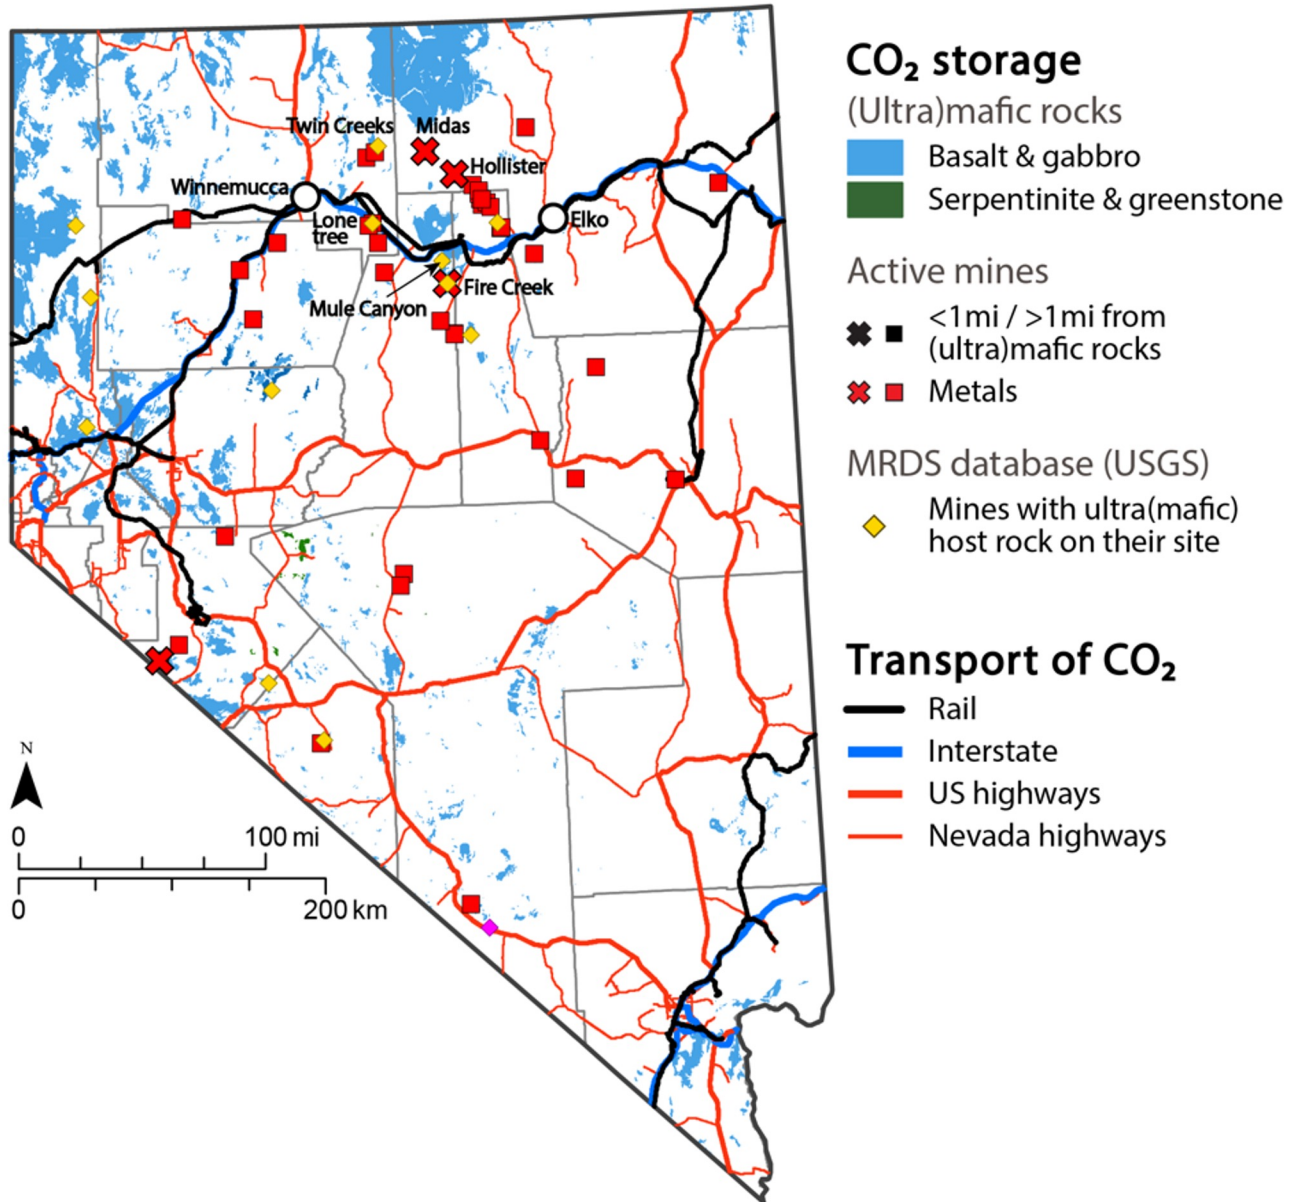 Twin Creeks
Midas
Hollister
Winnemucca
Lone
tree
Elko
Mule Canyon
Fire Creek
N
0
100 mi
0
200 km
CO₂ storage
(Ultra)mafic rocks
Basalt & gabbro
Serpentinite & greenstone
Active mines
<1mi / >1mi from
(ultra)mafic rocks
Metals
MRDS database (USGS)
Mines with ultra(mafic)
host rock on their site
Transport of CO₂
Rail
Interstate
US highways
Nevada highways